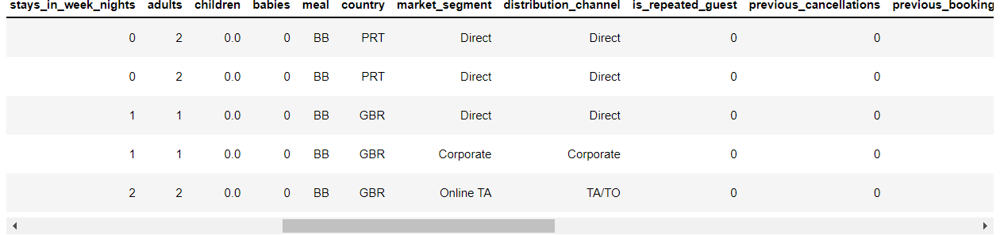 stays_in_week_nights adults children babies meal country market_segment distribution_channel is_repeated_guest previous_cancellations previous_booking
0 2 0.0 0 BB PRT Direct Direct 0 0
0 2 0.0 0 BB PRT Direct Direct 0 0
1 1 0.0 0 BB GBR Direct Direct 0 0
1 1 0.0 0 BB GBR Corporate Corporate 0 0
2 2 0.0 0 BB GBR Online TA TA/TO 0 0